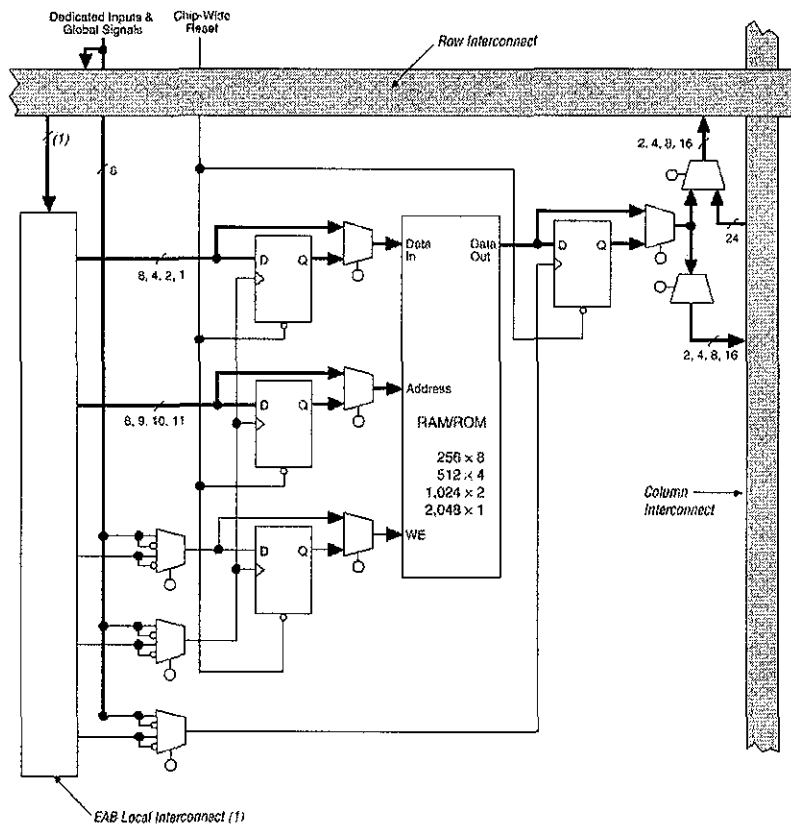 Dedicated Inputs &
Global Signals
Chip-Wide
Reset
Row Interconnect
(1)
6
2, 4, 8, 16
24
D Q
8, 4, 2, 1
Data
In
Data
Out
D Q
2, 4, 8, 16
D Q
8, 9, 10, 11
Address
RAM/ROM
256 × 8
512 × 4
1,024 × 2
2,048 × 1
Column
Interconnect
D Q
WE
EAB Local Interconnect (1)